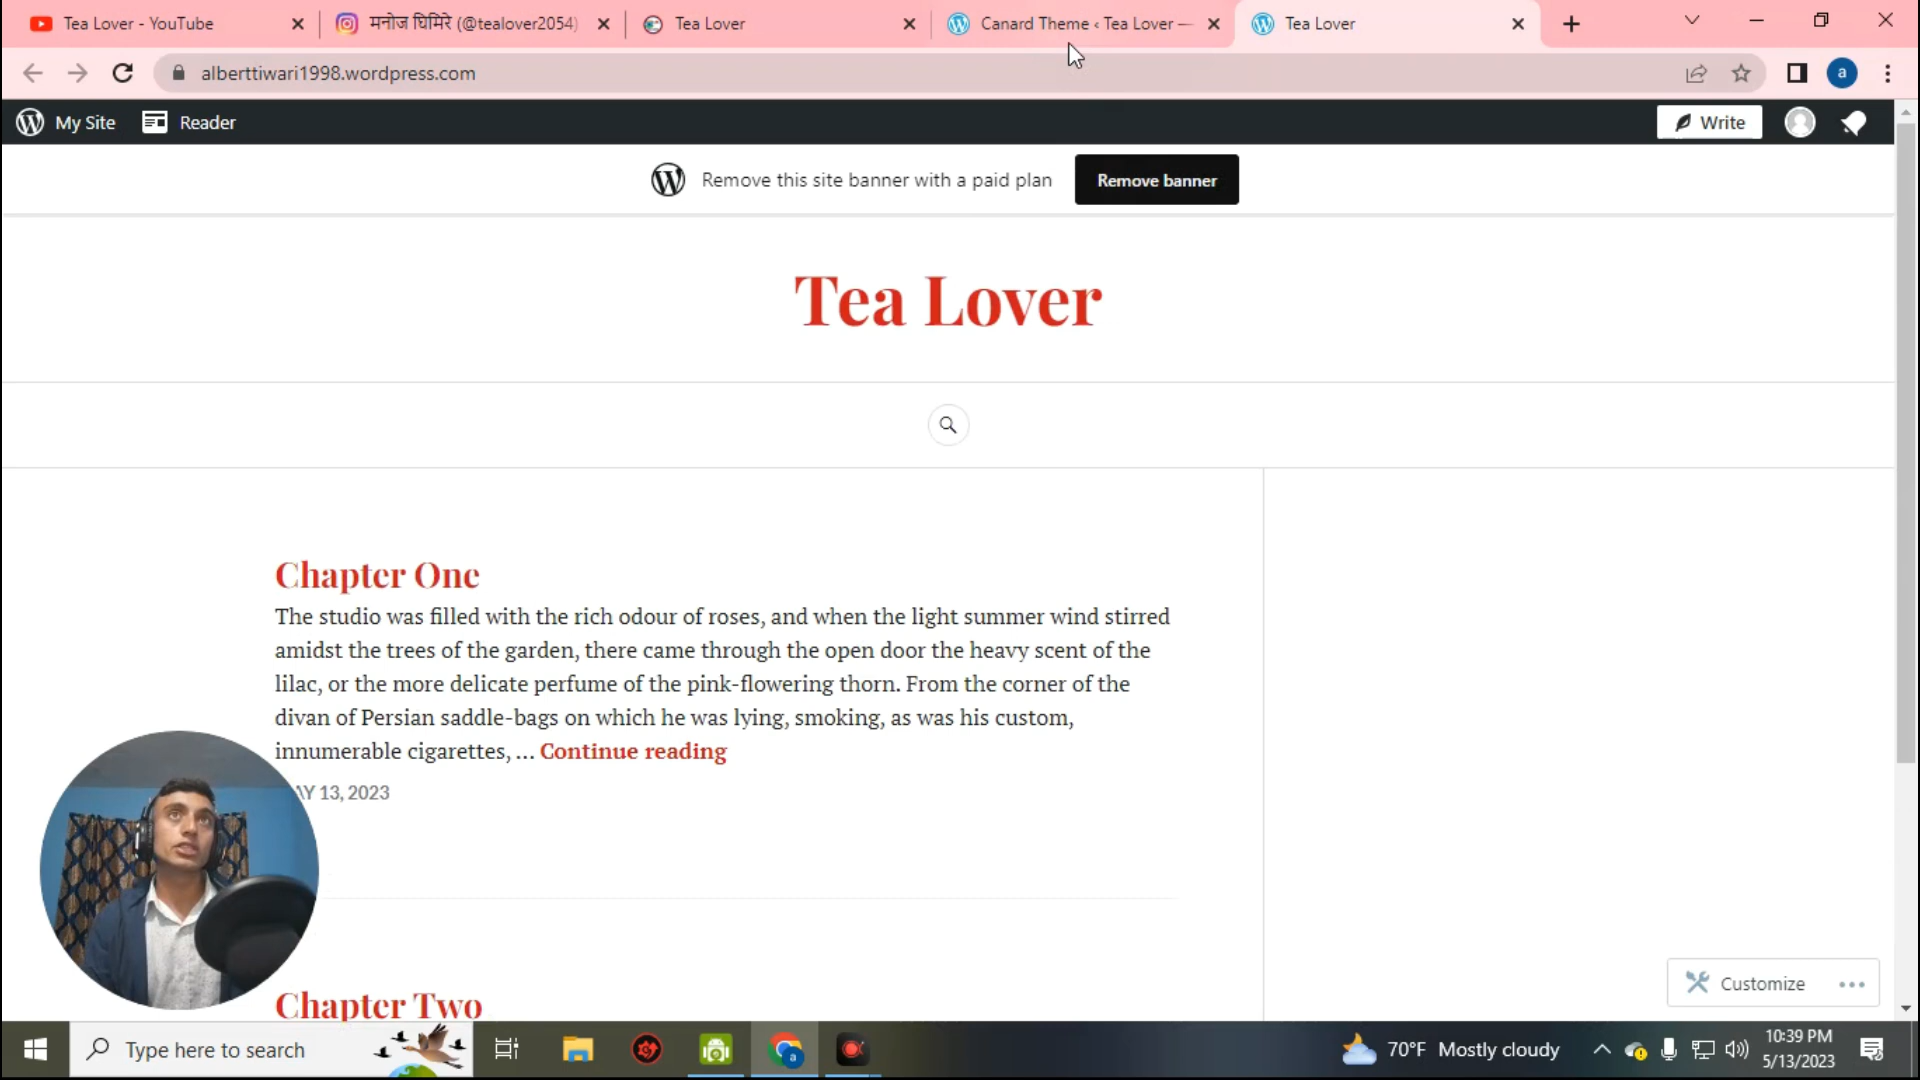 Tea Lover - YouTube
मनोज घिमिरे (@tealover2054)
Tea Lover
Canard Theme ‹ Tea Lover —
Tea Lover
alberttiwari1998.wordpress.com
a
My Site
Reader
Write
Remove this site banner with a paid plan
Remove banner
Tea Lover
Chapter One
The studio was filled with the rich odour of roses, and when the light summer wind stirred
amidst the trees of the garden, there came through the open door the heavy scent of the
lilac, or the more delicate perfume of the pink-flowering thorn. From the corner of the
divan of Persian saddle-bags on which he was lying, smoking, as was his custom,
innumerable cigarettes, … Continue reading
AY 13, 2023
Chapter Two
Customize
Type here to search
a
70°F Mostly cloudy
10:39 PM
5/13/2023